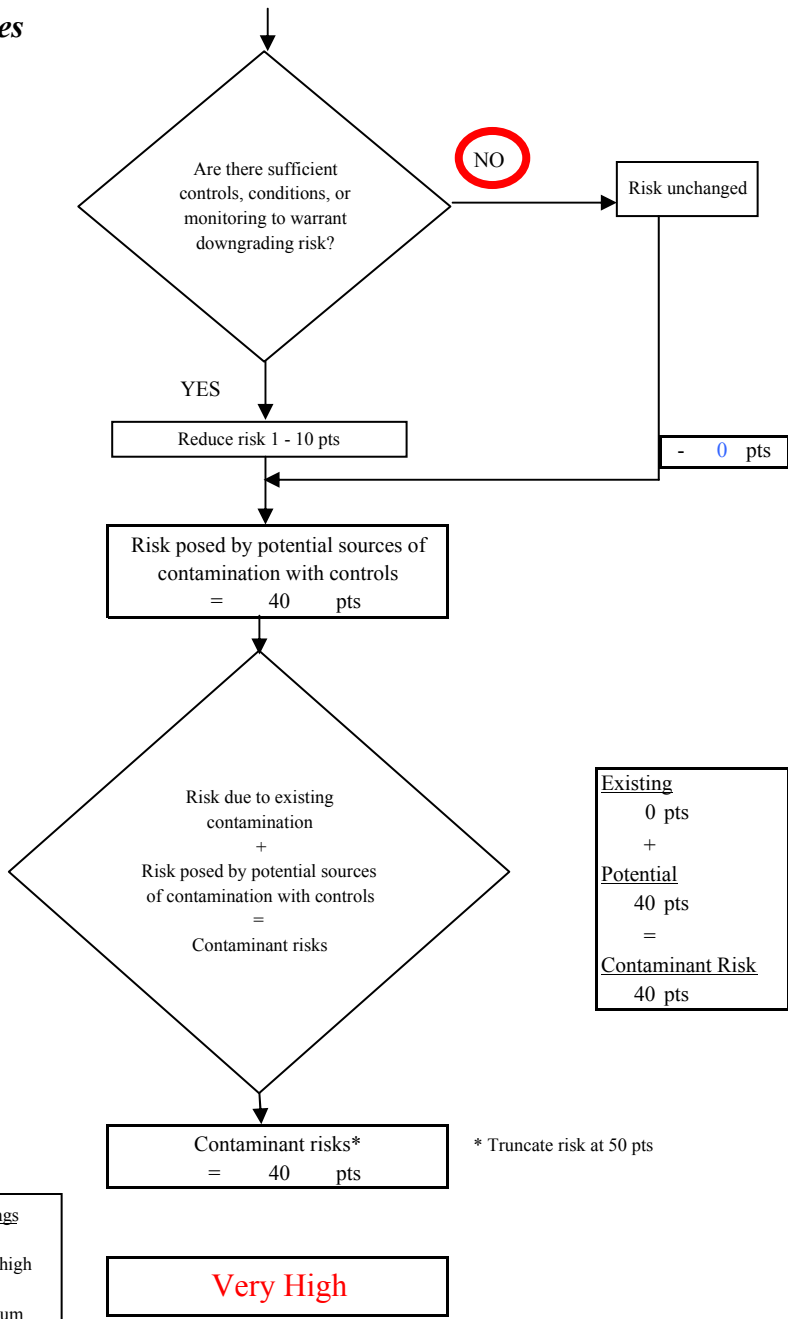 es
Are there sufficient
controls, conditions, or
monitoring to warrant
downgrading risk?
NO
Risk unchanged
YES
Reduce risk 1 - 10 pts
- 0 pts
Risk posed by potential sources of
contamination with controls
= 40 pts
Risk due to existing
contamination
+
Risk posed by potential sources
of contamination with controls
=
Contaminant risks
Existing
0 pts
+
Potential
40 pts
=
Contaminant Risk
40 pts
Contaminant risks*
= 40 pts
* Truncate risk at 50 pts
ngs
high
um
Very High